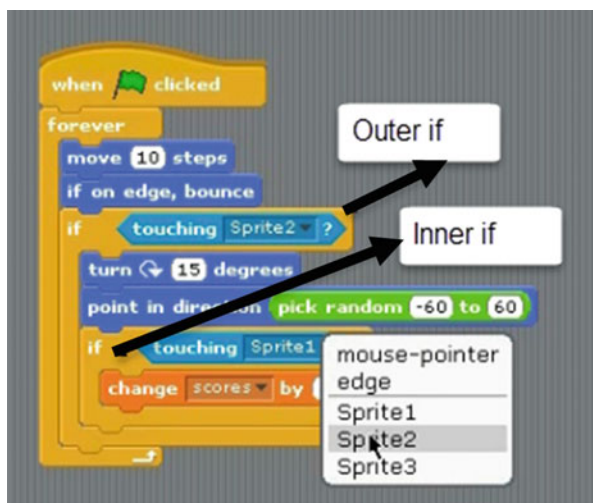 when clicked
forever
Outer if
move 10 steps
if on edge, bounce
if touching Sprite2 ?
Inner if
turn 15 degrees
point in direction pick random -60 to 60
if touching Sprite1
mouse-pointer
edge
change scores by
Sprite1
Sprite2
Sprite3